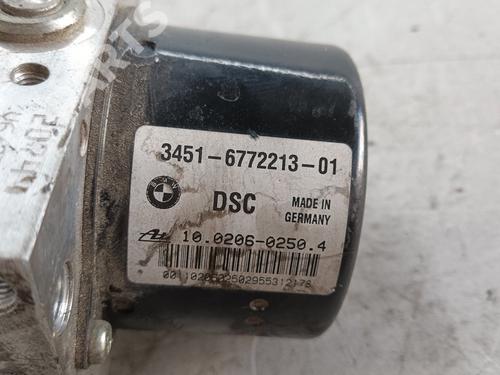 3451-6772213-01
DSC
MADE IN
GERMANY
10.0206-0250.4